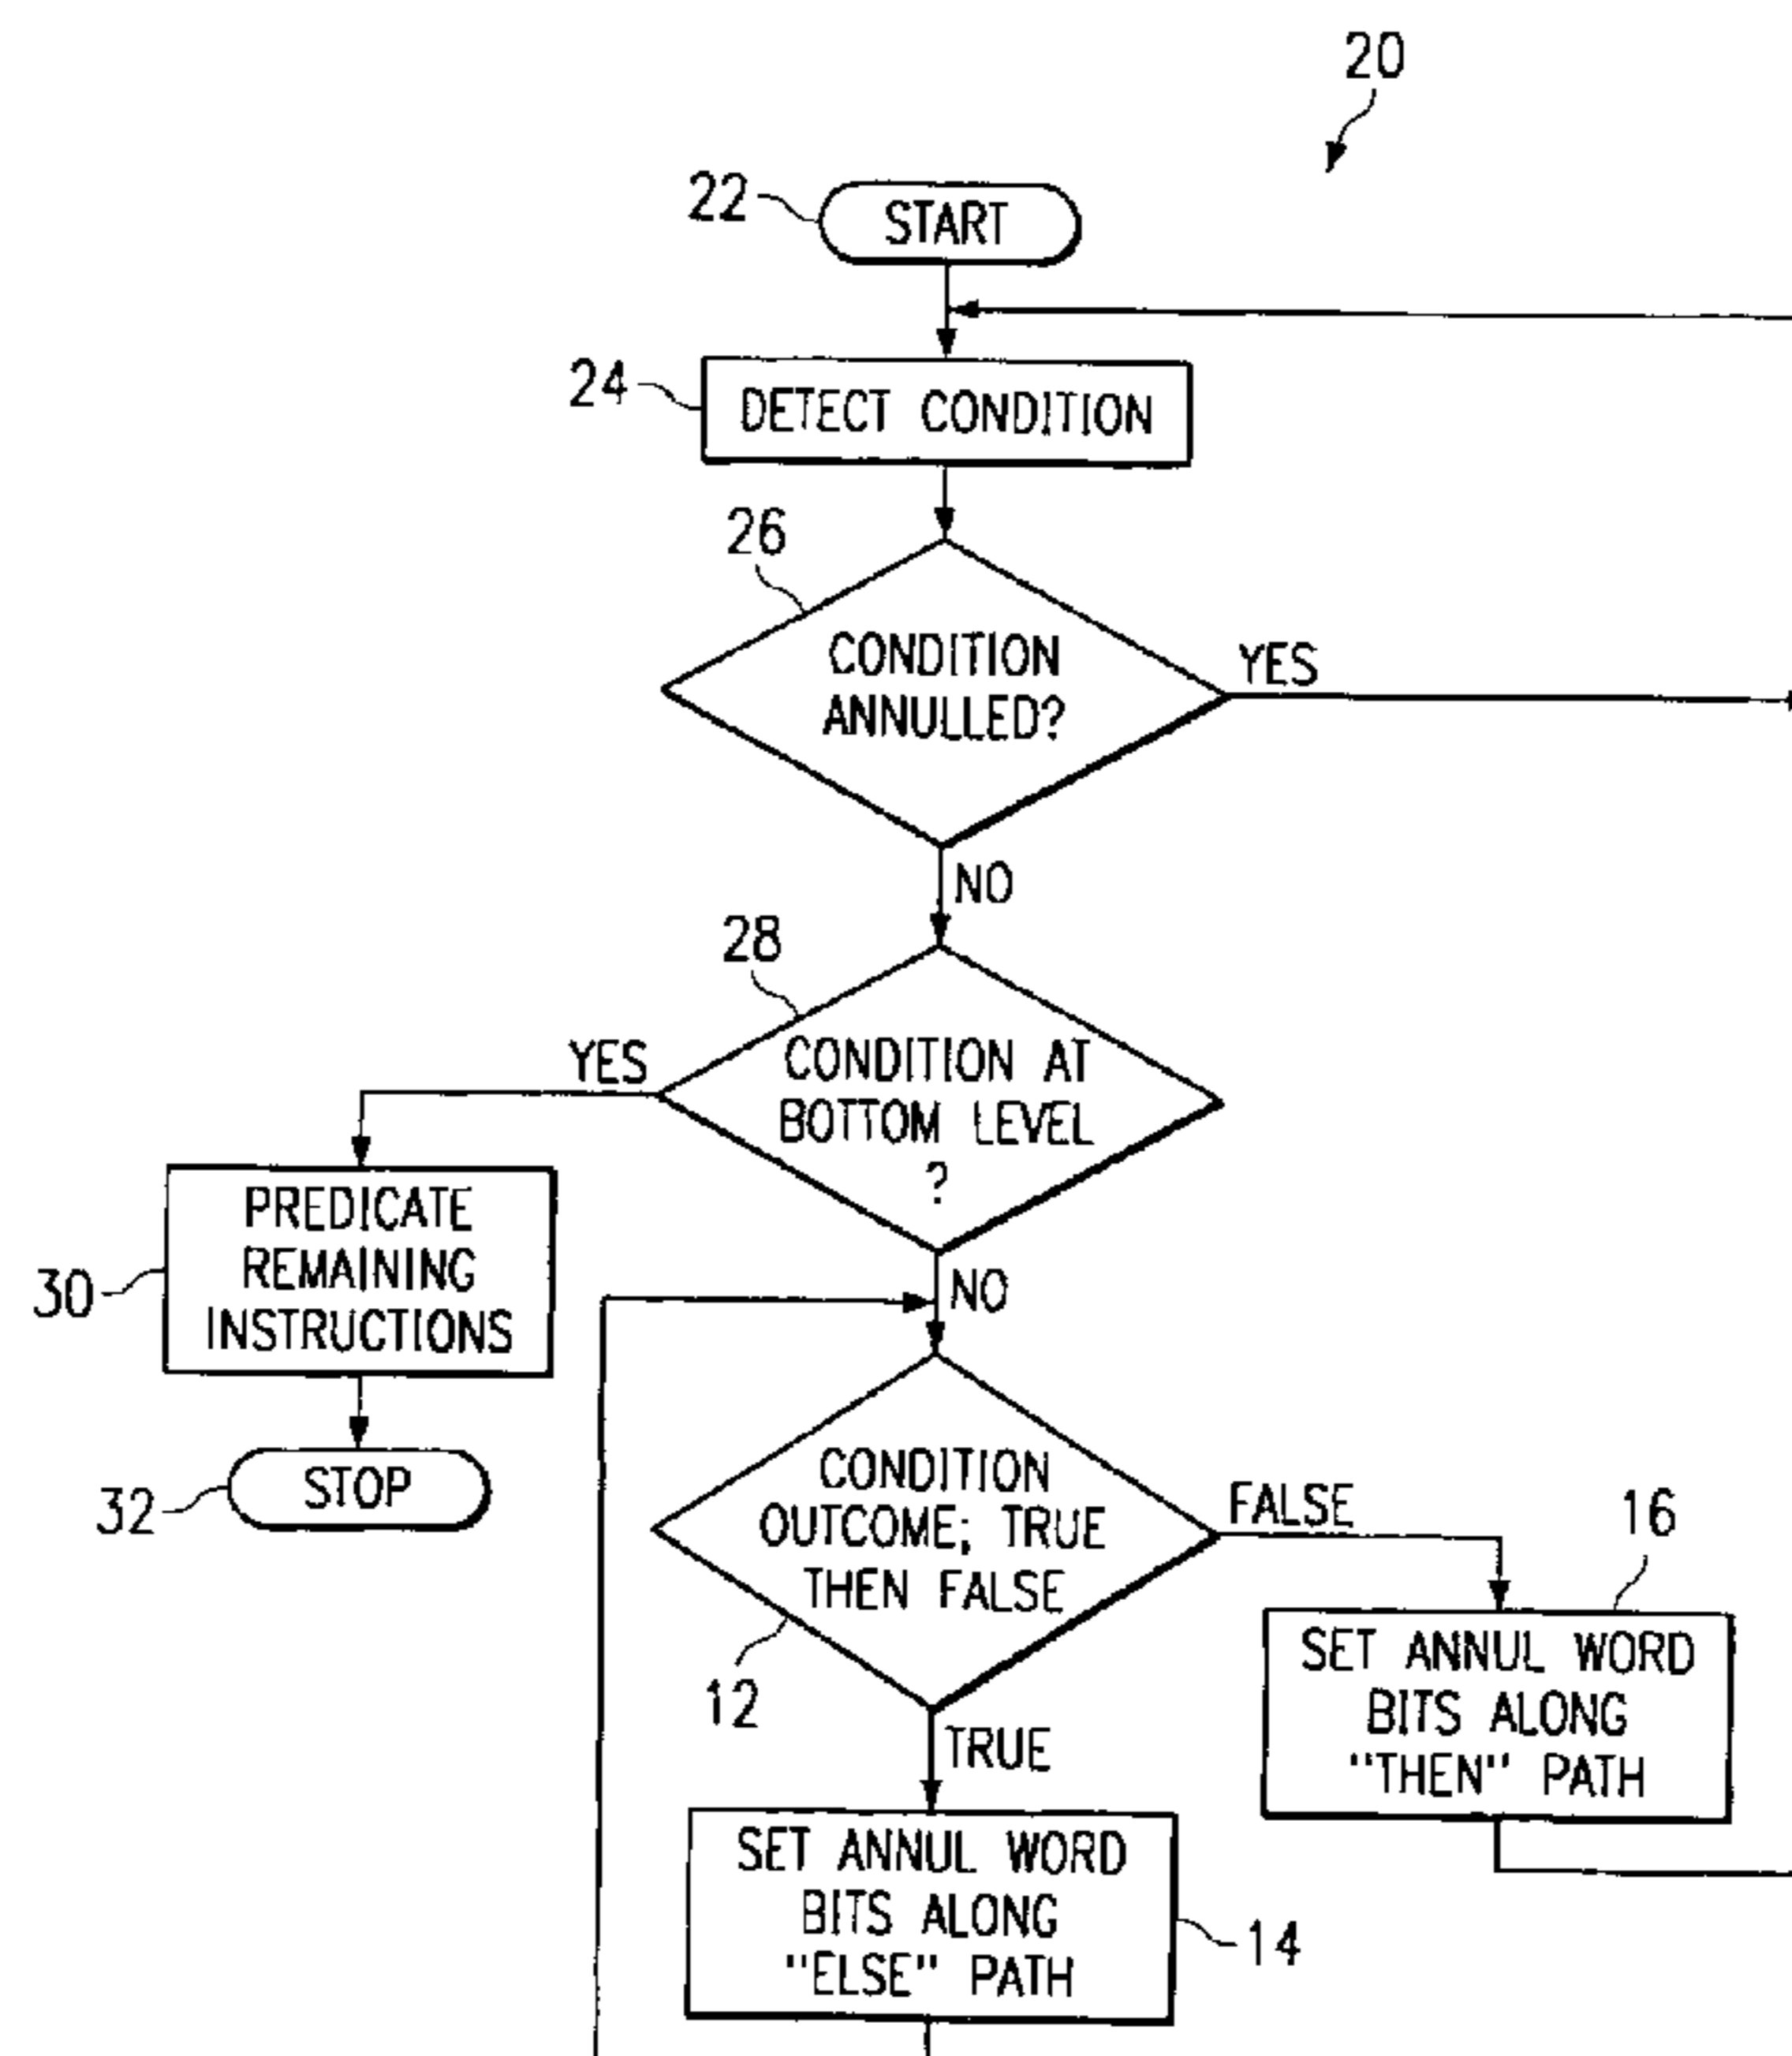 20
22
START
24
DETECT CONDITION
26
CONDITION
ANNULLED?
YES
NO
28
CONDITION AT
BOTTOM LEVEL
?
YES
PREDICATE
REMAINING
INSTRUCTIONS
30
STOP
32
NO
CONDITION
OUTCOME; TRUE
THEN FALSE
12
FALSE
16
SET ANNUL WORD
BITS ALONG
"THEN" PATH
TRUE
SET ANNUL WORD
BITS ALONG
"ELSE" PATH
14